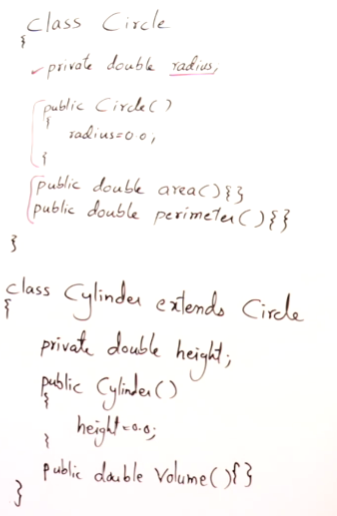 class Circle
{
private double radius;
public Circle()
{
radius=0.0;
}
public double area(){}
public double perimeter(){}
}
class Cylinder extends Circle
{
private double height;
public Cylinder()
{
height=0.0;
}
public double Volume(){}
}